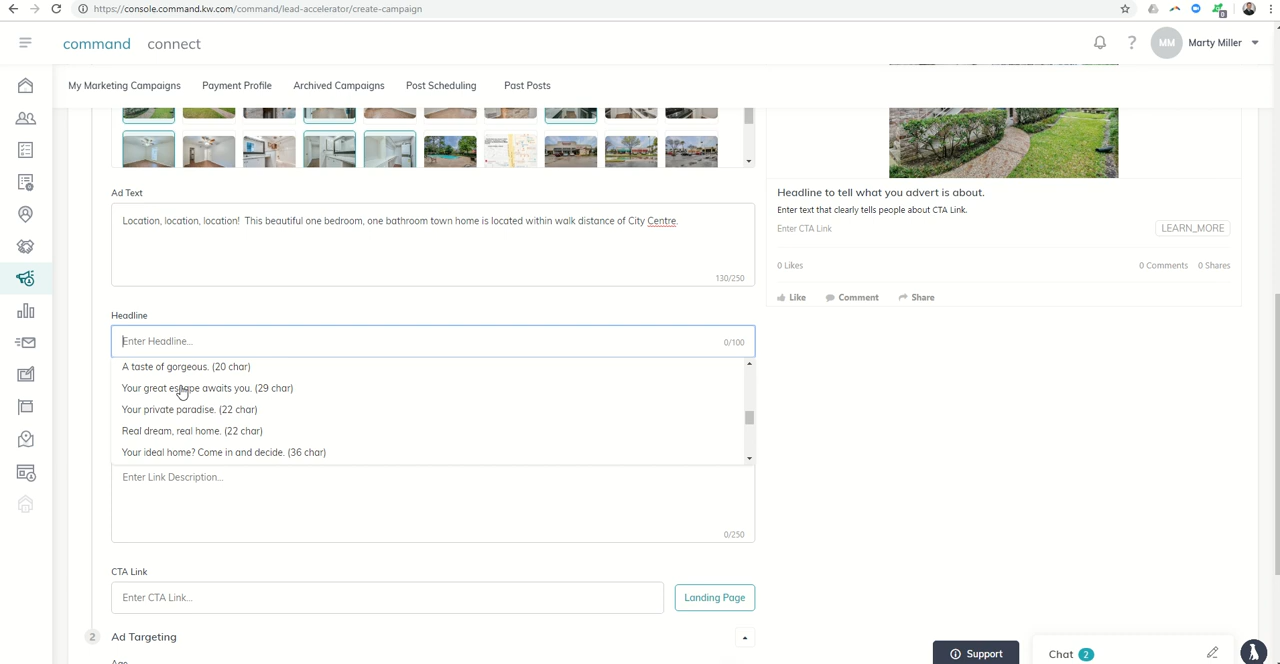 https://console.command.kw.com/command/lead-accelerator/create-campaign
command connect
? MM Marty Miller
My Marketing Campaigns Payment Profile Archived Campaigns Post Scheduling Past Posts
Ad Text
Location, location, location! This beautiful one bedroom, one bathroom town home is located within walk distance of City Centre.
130/250
Headline
Enter Headline...
0/100
A taste of gorgeous. (20 char)
Your great escape awaits you. (29 char)
Your private paradise. (22 char)
Real dream, real home. (22 char)
Your ideal home? Come in and decide. (36 char)
Enter Link Description...
0/250
CTA Link
Enter CTA Link...
Landing Page
2 Ad Targeting
Age
Headline to tell what you advert is about.
Enter text that clearly tells people about CTA Link.
Enter CTA Link
LEARN_MORE
0 Likes 0 Comments 0 Shares
Like Comment Share
Support
Chat 2